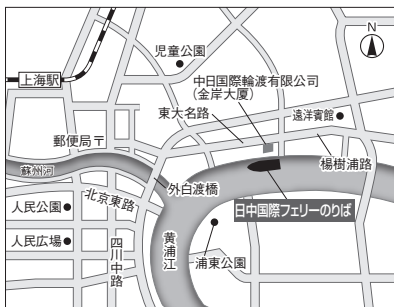 N
児童公園
上海駅
中日国際輪渡有限公司
(金岸大厦)
東大名路
遠洋賓館
郵便局〒
楊樹浦路
蘇州河
外白渡橋
北京東路
日中国際フェリーのりば
人民公園
人民広場
四川中路
黄浦江
浦東公園